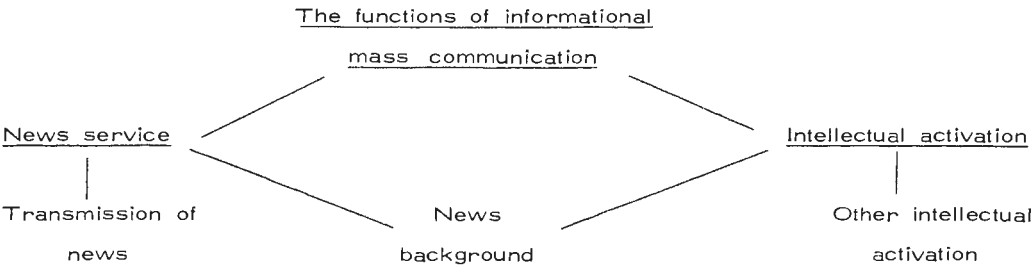 The functions of informational
mass communication
News service
Intellectual activation
Transmission of
news
News
background
Other intellectual
activation